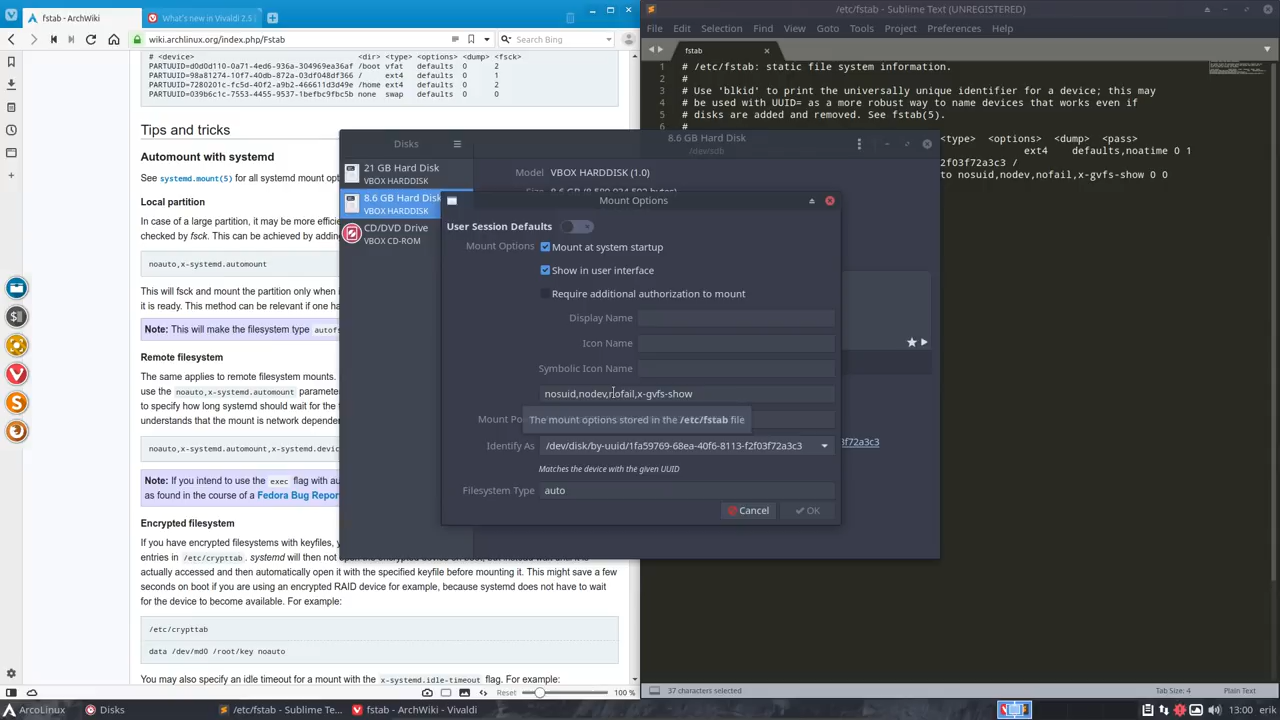 fstab - ArchWiki
What's new in Vivaldi 2.5
wiki.archlinux.org/index.php/Fstab
Search Bing
# <device> <dir> <type> <options> <dump> <fsck>
PARTUUID=d0d0d110-0a71-4ed6-936a-304969ea36af /boot vfat defaults 0 2
PARTUUID=98a81274-10f7-40db-872a-03df048df366 / ext4 defaults 0 1
PARTUUID=7280201c-fc5d-40f2-a9b2-466611d3d49e /home ext4 defaults 0 2
PARTUUID=039b6c1c-7553-4455-9537-1befbc9fbc5b none swap defaults 0 0
Tips and tricks
Automount with systemd
See systemd.mount(5) for all systemd mount opt
Local partition
In case of a large partition, it may be more efficie
checked by fsck. This can be achieved by addin
noauto,x-systemd.automount
This will fsck and mount the partition only when i
it is ready. This method can be relevant if one ha
Note: This will make the filesystem type autofs
Remote filesystem
The same applies to remote filesystem mounts.
use the noauto,x-systemd.automount parameter
to specify how long systemd should wait for the
understands that the mount is network dependen
noauto,x-systemd.automount,x-systemd.device
Note: If you intend to use the exec flag with au
as found in the course of a Fedora Bug Repor
Encrypted filesystem
If you have encrypted filesystems with keyfiles, y
entries in /etc/crypttab. systemd will then not
actually accessed and then automatically open it with the specified keyfile before mounting it. This might save a few
seconds on boot if you are using an encrypted RAID device for example, because systemd does not have to wait
for the device to become available. For example:
/etc/crypttab
data /dev/md0 /root/key noauto
You may also specify an idle timeout for a mount with the x-systemd.idle-timeout flag. For example:
Reset
100 %
/etc/fstab - Sublime Text (UNREGISTERED)
File Edit Selection Find View Goto Tools Project Preferences Help
fstab
1 # /etc/fstab: static file system information.
2 #
3 # Use 'blkid' to print the universally unique identifier for a device; this may
4 # be used with UUID= as a more robust way to name devices that works even if
5 # disks are added and removed. See fstab(5).
6 #
<type> <options> <dump> <pass>
ext4 defaults,noatime 0 1
2f03f72a3c3 /
to nosuid,nodev,nofail,x-gvfs-show 0 0
37 characters selected
Tab Size: 4
Plain Text
Disks
8.6 GB Hard Disk
/dev/sdb
21 GB Hard Disk
VBOX HARDDISK
8.6 GB Hard Disk
VBOX HARDDISK
CD/DVD Drive
VBOX CD-ROM
Model VBOX HARDDISK (1.0)
f72a3c3
Mount Options
User Session Defaults
Mount Options
Mount at system startup
Show in user interface
Require additional authorization to mount
Display Name
Icon Name
Symbolic Icon Name
nosuid,nodev,nofail,x-gvfs-show
Mount Po
The mount options stored in the /etc/fstab file
Identify As /dev/disk/by-uuid/1fa59769-68ea-40f6-8113-f2f03f72a3c3
Matches the device with the given UUID
Filesystem Type auto
Cancel
OK
ArcoLinux
Disks
/etc/fstab - Sublime Te...
fstab - ArchWiki - Vivaldi
13:00
erik